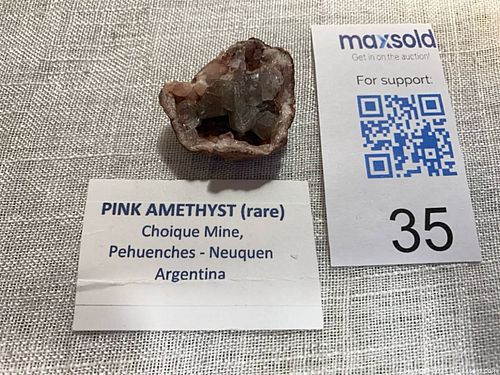 maxsold
Get in on the auction!
For support:
35
PINK AMETHYST (rare)
Choique Mine,
Pehuenches - Neuquen
Argentina